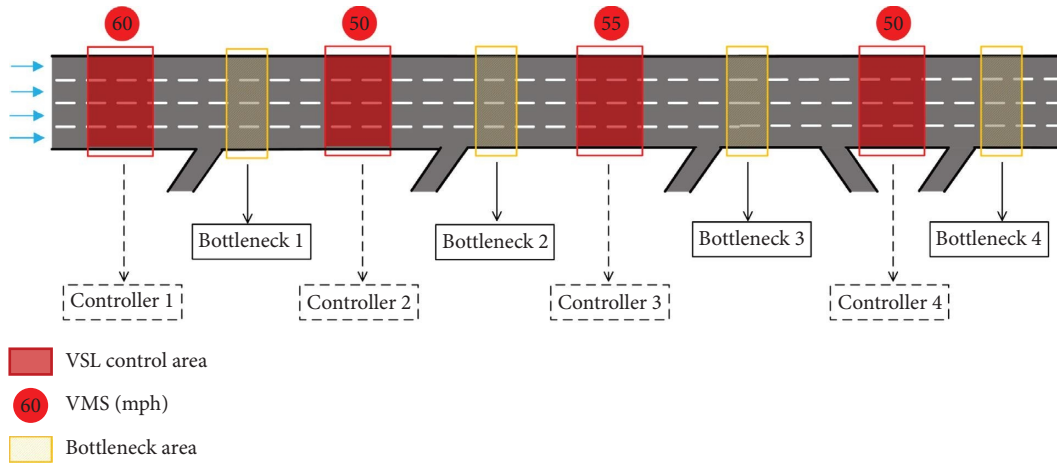 60
50
55
50
Bottleneck 1
Bottleneck 2
Bottleneck 3
Bottleneck 4
Controller 1
Controller 2
Controller 3
Controller 4
VSL control area
60
VMS (mph)
Bottleneck area